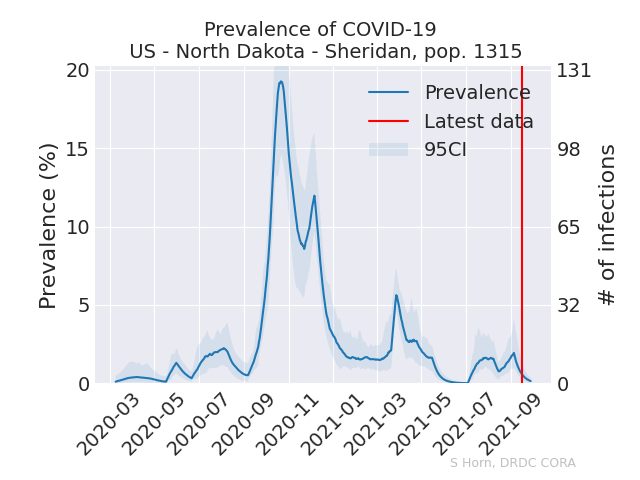 Prevalence of COVID-19
US - North Dakota - Sheridan, pop. 1315
Prevalence (%)
20
15
10
5
0
131
98
65
32
0
# of infections
Prevalence
Latest data
95CI
2020-03
2020-05
2020-07
2020-09
2020-11
2021-01
2021-03
2021-05
2021-07
2021-09
S Horn, DRDC CORA